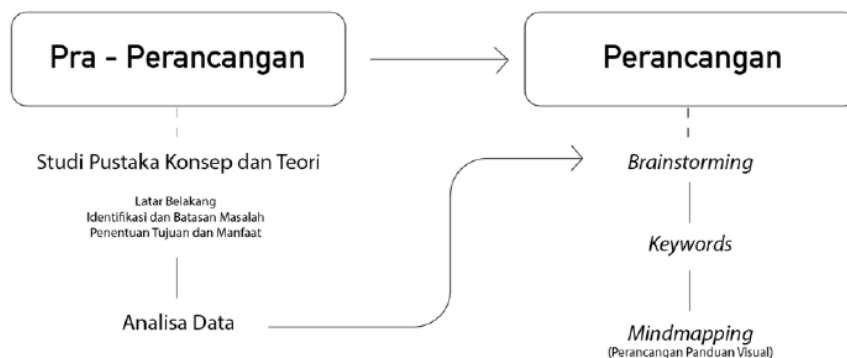 Pra - Perancangan
Studi Pustaka Konsep dan Teori
Latar Belakang
Identifikasi dan Batasan Masalah
Penentuan Tujuan dan Manfaat
Analisa Data
Perancangan
Brainstorming
Keywords
Mindmapping
(Perancangan Panduan Visual)